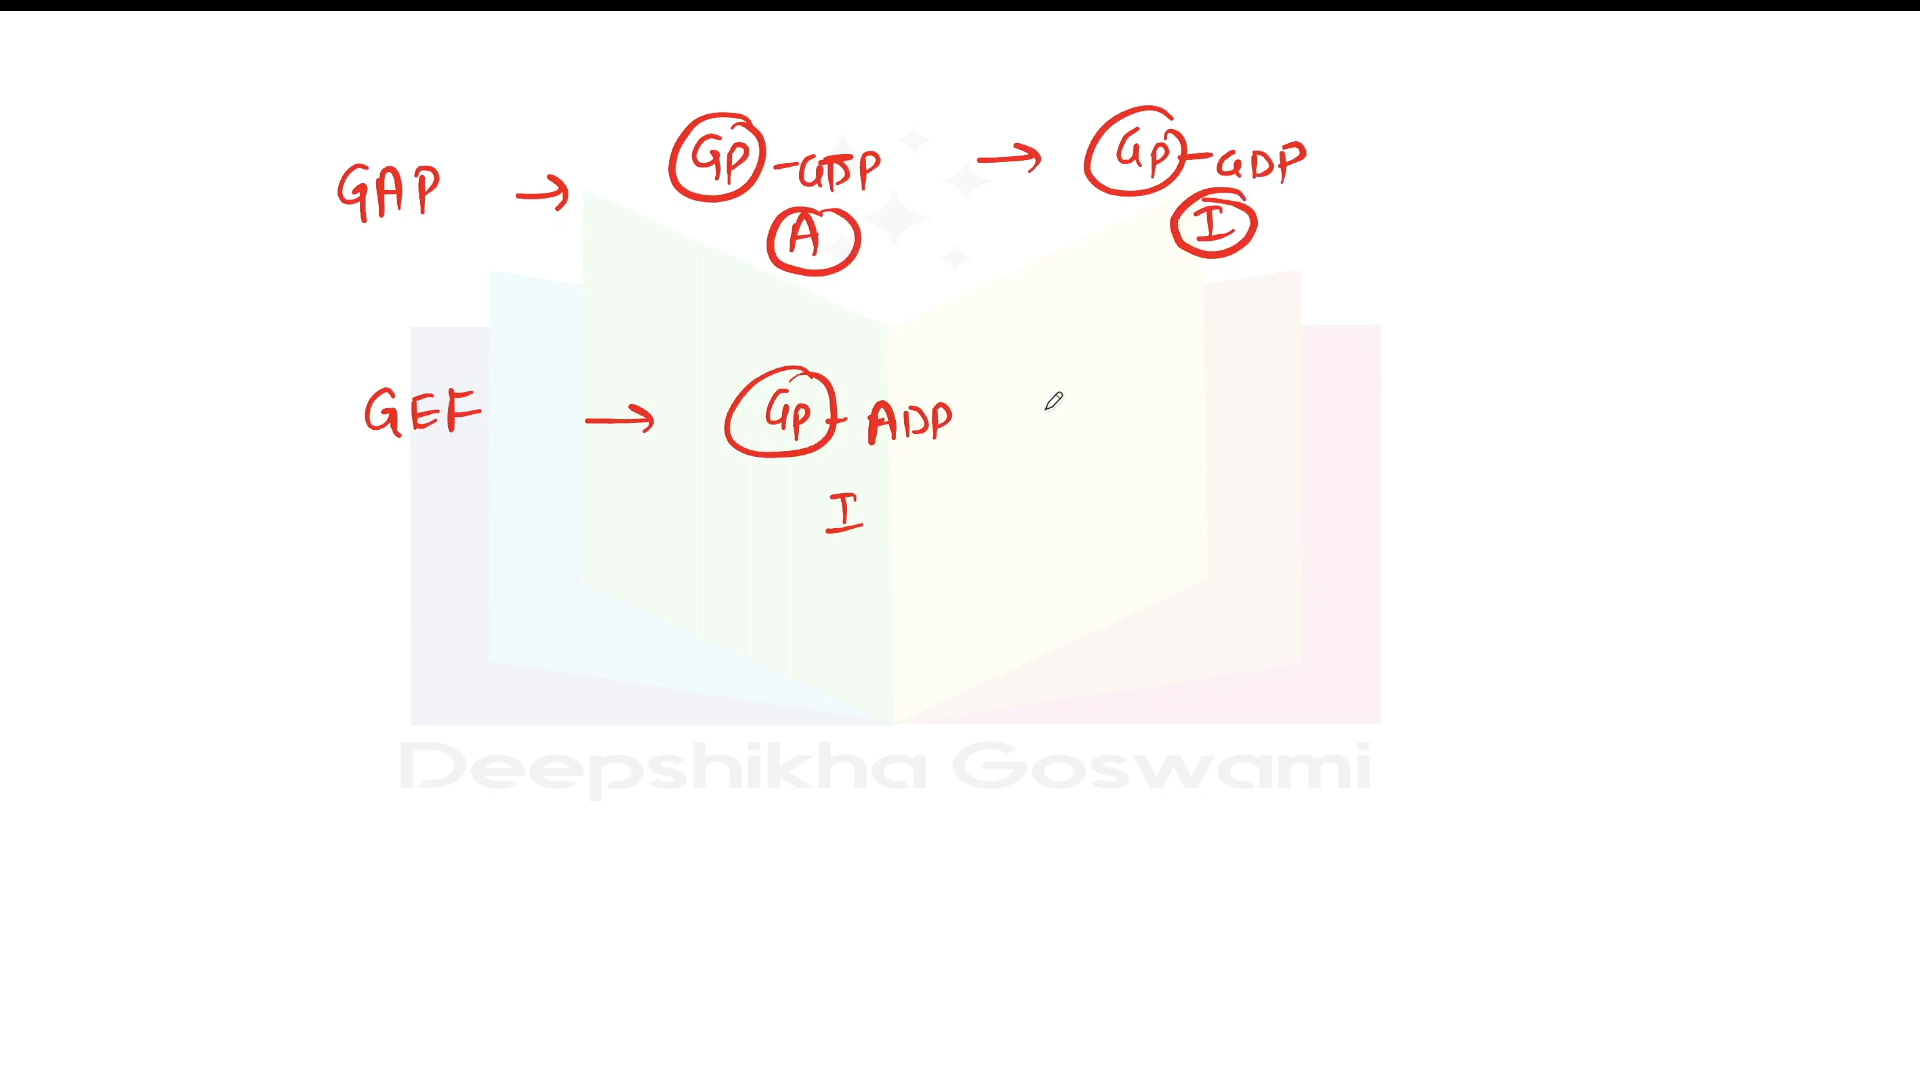 GAP → GP - GTP → GP - GDP
A I
GEF → GP - ADP
I
Deepshikha Goswami